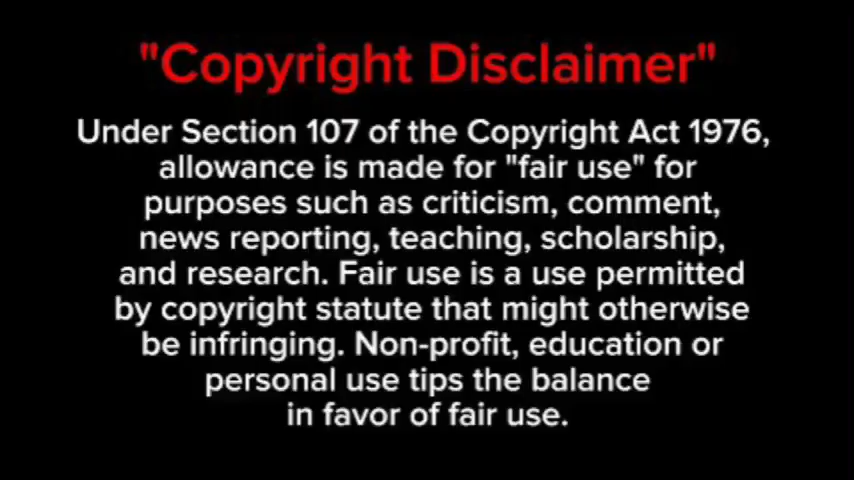 "Copyright Disclaimer"
Under Section 107 of the Copyright Act 1976,
allowance is made for "fair use" for
purposes such as criticism, comment,
news reporting, teaching, scholarship,
and research. Fair use is a use permitted
by copyright statute that might otherwise
be infringing. Non-profit, education or
personal use tips the balance
in favor of fair use.